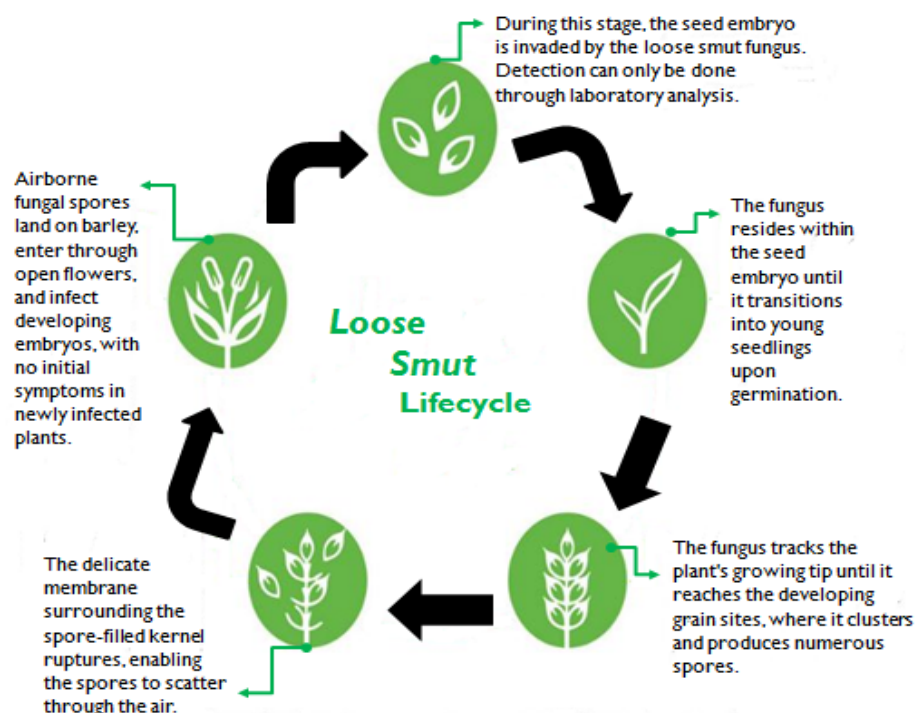 During this stage, the seed embryo
is invaded by the loose smut fungus.
Detection can only be done
through laboratory analysis.
The fungus
resides within
the seed
embryo until
it transitions
into young
seedlings
upon
germination.
The fungus tracks the
plant's growing tip until it
reaches the developing
grain sites, where it clusters
and produces numerous
spores.
The delicate
membrane
surrounding the
spore-filled kernel
ruptures, enabling
the spores to scatter
through the air.
Airborne
fungal spores
land on barley,
enter through
open flowers,
and infect
developing
embryos, with
no initial
symptoms in
newly infected
plants.
Loose
Smut
Lifecycle